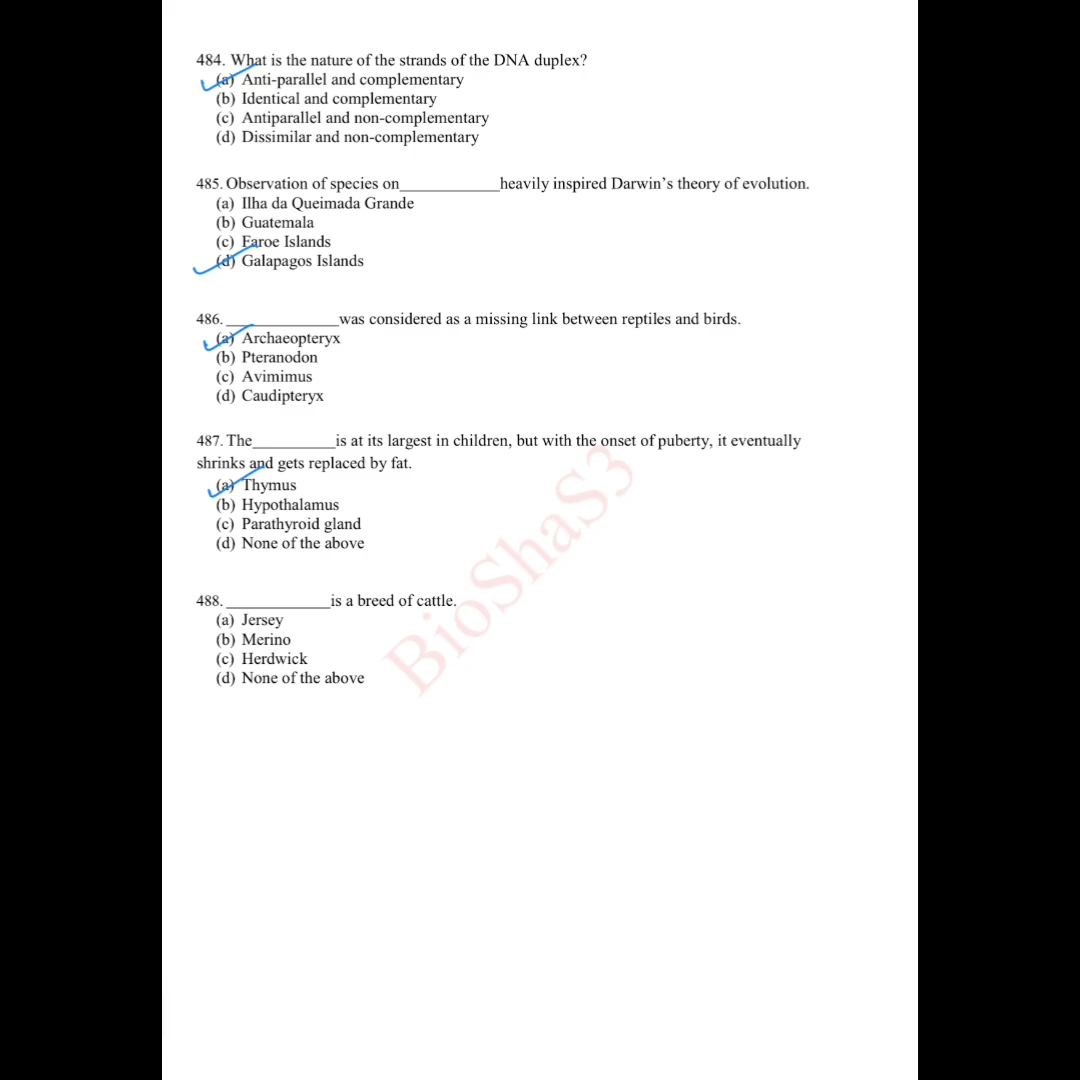 484. What is the nature of the strands of the DNA duplex?
(a) Anti-parallel and complementary
(b) Identical and complementary
(c) Antiparallel and non-complementary
(d) Dissimilar and non-complementary
485. Observation of species on____________heavily inspired Darwin’s theory of evolution.
(a) Ilha da Queimada Grande
(b) Guatemala
(c) Faroe Islands
(d) Galapagos Islands
486. ______________was considered as a missing link between reptiles and birds.
(a) Archaeopteryx
(b) Pteranodon
(c) Avimimus
(d) Caudipteryx
487. The__________is at its largest in children, but with the onset of puberty, it eventually
shrinks and gets replaced by fat.
(a) Thymus
(b) Hypothalamus
(c) Parathyroid gland
(d) None of the above
488. _____________is a breed of cattle.
(a) Jersey
(b) Merino
(c) Herdwick
(d) None of the above
BioShaS3